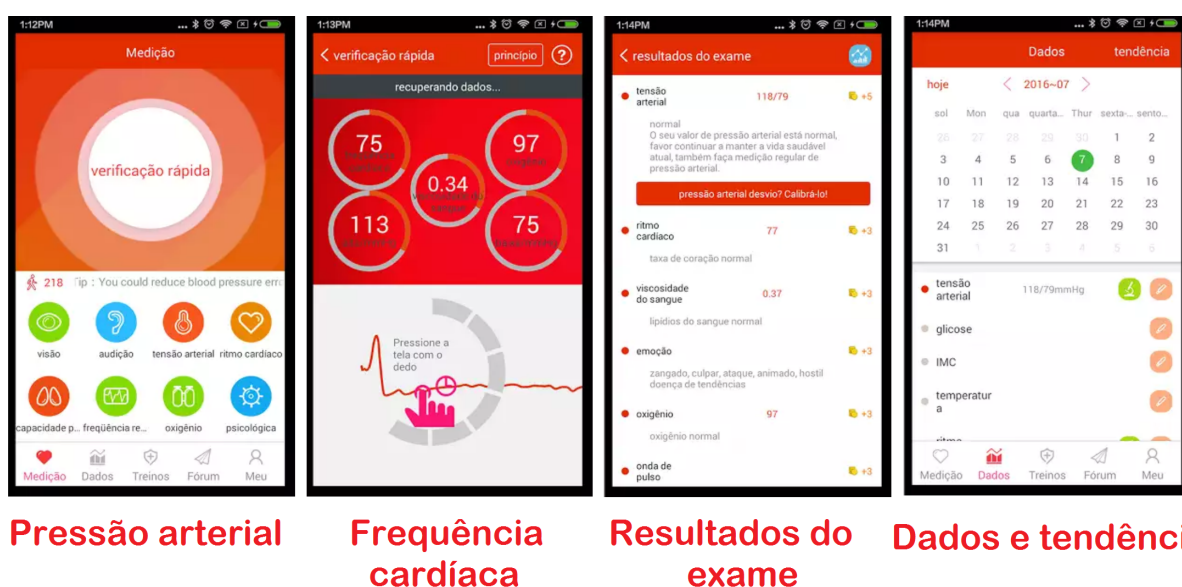 1:12PM
Medição
verificação rápida
218 Tip : You could reduce blood pressure erro
visão audição tensão arterial ritmo cardíaco
capacidade p... freqüência re... oxigênio psicológica
Medição Dados Treinos Fórum Meu
Pressão arterial
1:13PM
verificação rápida princípio ?
recuperando dados...
75
97
0.34
113
75
Pressione a
tela com o
dedo
Frequência
cardíaca
1:14PM
resultados do exame
tensão
arterial 118/79 +5
normal
O seu valor de pressão arterial está normal,
favor continuar a manter a vida saudável
atual, também faça medição regular de
pressão arterial.
pressão arterial desvio? Calibrá-lo!
ritmo
cardíaco 77 +3
taxa de coração normal
viscosidade
do sangue 0.37 +3
lipídios do sangue normal
emoção +3
zangado, culpar, ataque, animado, hostil
doença de tendências
oxigênio 97 +3
oxigênio normal
onda de
pulso +3
Resultados do
exame
1:14PM
Dados tendência
hoje 2016~07
sol Mon qua quarta... Thur sexta-... sento...
26 27 28 29 30 1 2
3 4 5 6 7 8 9
10 11 12 13 14 15 16
17 18 19 20 21 22 23
24 25 26 27 28 29 30
31 1 2 3 4 5 6
tensão
arterial 118/79mmHg
glicose
IMC
temperatur
a
ritmo
Medição Dados Treinos Fórum Meu
Dados e tendênci